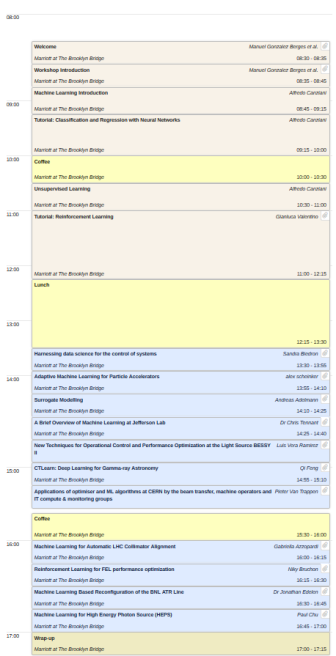 08:00
Welcome Manuel Gonzalez Berges et al.
Marriott at The Brooklyn Bridge 08:30 - 08:35
Workshop Introduction Manuel Gonzalez Berges et al.
Marriott at The Brooklyn Bridge 08:35 - 08:45
Machine Learning Introduction Alfredo Canziani
09:00
Marriott at The Brooklyn Bridge 08:45 - 09:15
Tutorial: Classification and Regression with Neural Networks Alfredo Canziani
Marriott at The Brooklyn Bridge 09:15 - 10:00
10:00
Coffee
Marriott at The Brooklyn Bridge 10:00 - 10:30
Unsupervised Learning Alfredo Canziani
Marriott at The Brooklyn Bridge 10:30 - 11:00
11:00
Tutorial: Reinforcement Learning Gianluca Valentino
12:00
Marriott at The Brooklyn Bridge 11:00 - 12:15
Lunch
13:00
Marriott at The Brooklyn Bridge 12:15 - 13:30
Harnessing data science for the control of systems Sandra Biedron
Marriott at The Brooklyn Bridge 13:30 - 13:55
14:00
Adaptive Machine Learning for Particle Accelerators alex scheinker
Marriott at The Brooklyn Bridge 13:55 - 14:10
Surrogate Modelling Andreas Adelmann
Marriott at The Brooklyn Bridge 14:10 - 14:25
A Brief Overview of Machine Learning at Jefferson Lab Dr Chris Tennant
Marriott at The Brooklyn Bridge 14:25 - 14:40
New Techniques for Operational Control and Performance Optimization at the Light Source BESSY Luis Vera Ramirez
II
15:00
CTLearn: Deep Learning for Gamma-ray Astronomy Qi Feng
Marriott at The Brooklyn Bridge 14:55 - 15:10
Applications of optimiser and ML algorithms at CERN by the beam transfer, machine operators and Pieter Van Trappen
IT compute & monitoring groups
Coffee
Marriott at The Brooklyn Bridge 15:30 - 16:00
16:00
Machine Learning for Automatic LHC Collimator Alignment Gabriella Azzopardi
Marriott at The Brooklyn Bridge 16:00 - 16:15
Reinforcement Learning for FEL performance optimization Niky Bruchon
Marriott at The Brooklyn Bridge 16:15 - 16:30
Machine Learning Based Reconfiguration of the BNL ATR Line Dr Jonathan Edelen
Marriott at The Brooklyn Bridge 16:30 - 16:45
Machine Learning for High Energy Photon Source (HEPS) Paul Chu
Marriott at The Brooklyn Bridge 16:45 - 17:00
17:00
Wrap-up
Marriott at The Brooklyn Bridge 17:00 - 17:15